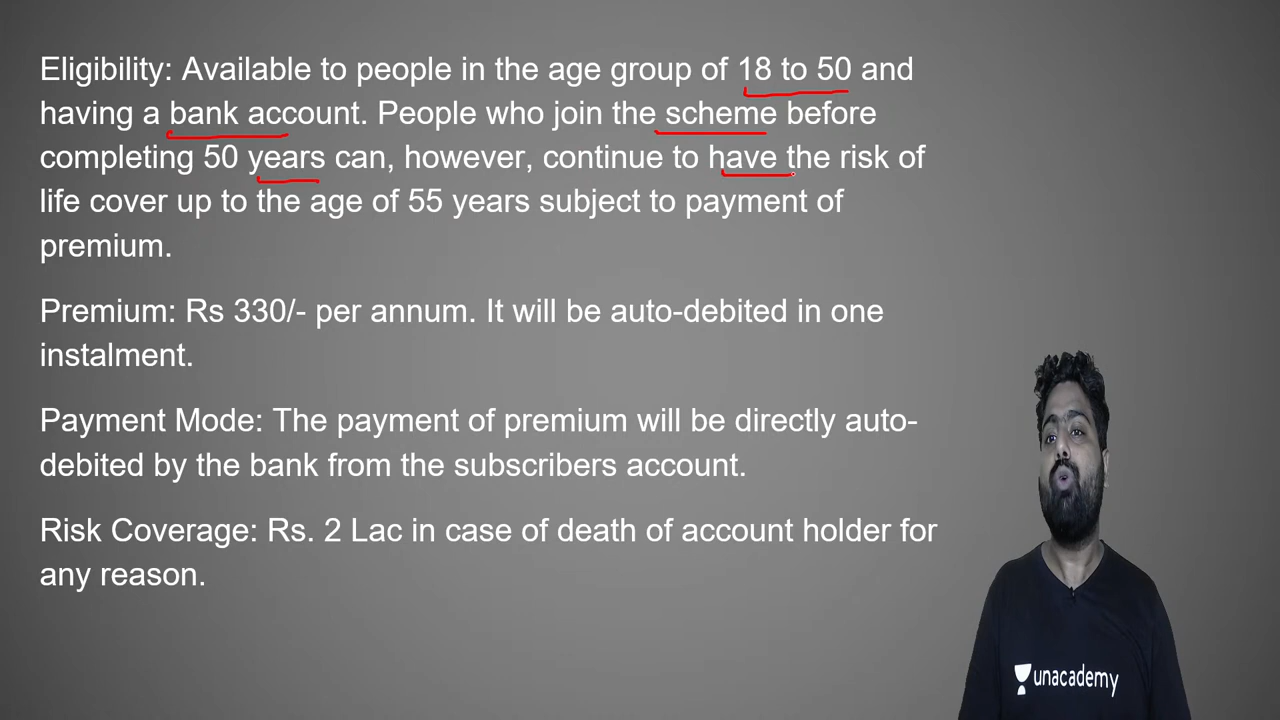 Eligibility: Available to people in the age group of 18 to 50 and
having a bank account. People who join the scheme before
completing 50 years can, however, continue to have the risk of
life cover up to the age of 55 years subject to payment of
premium.
Premium: Rs 330/- per annum. It will be auto-debited in one
instalment.
Payment Mode: The payment of premium will be directly auto-
debited by the bank from the subscribers account.
Risk Coverage: Rs. 2 Lac in case of death of account holder for
any reason.
unacademy